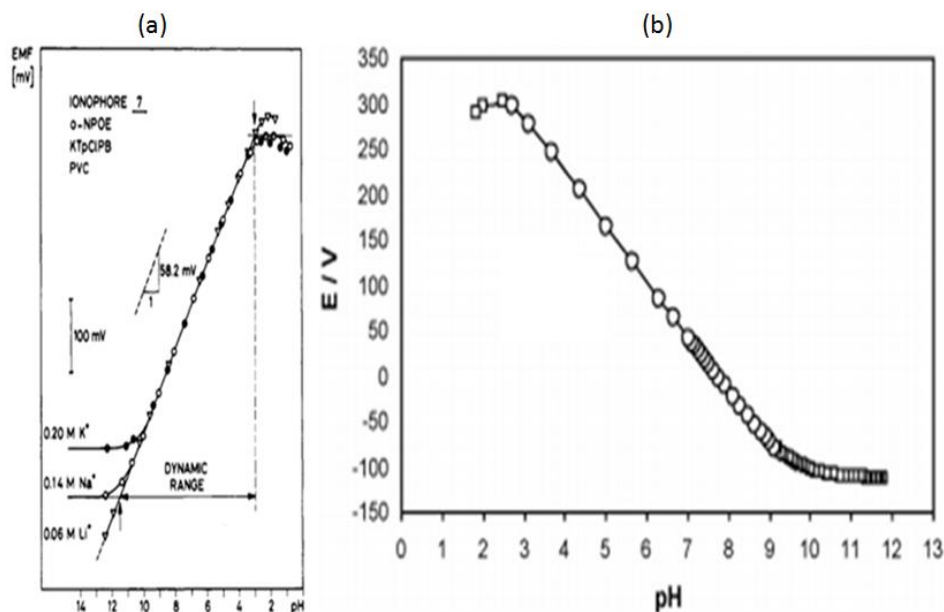 (a)
EMF
[mV]
IONOPHORE 7
o-NPOE
KTpClPB
PVC
58.2 mV
1
100 mV
0.20 M K⁺
0.14 M Na⁺
DYNAMIC
RANGE
0.06 M Li⁺
14 12 10 8 6 4 2 pH
(b)
350
300
250
200
150
100
50
0
-50
-100
-150
E / V
0 1 2 3 4 5 6 7 8 9 10 11 12 13
pH